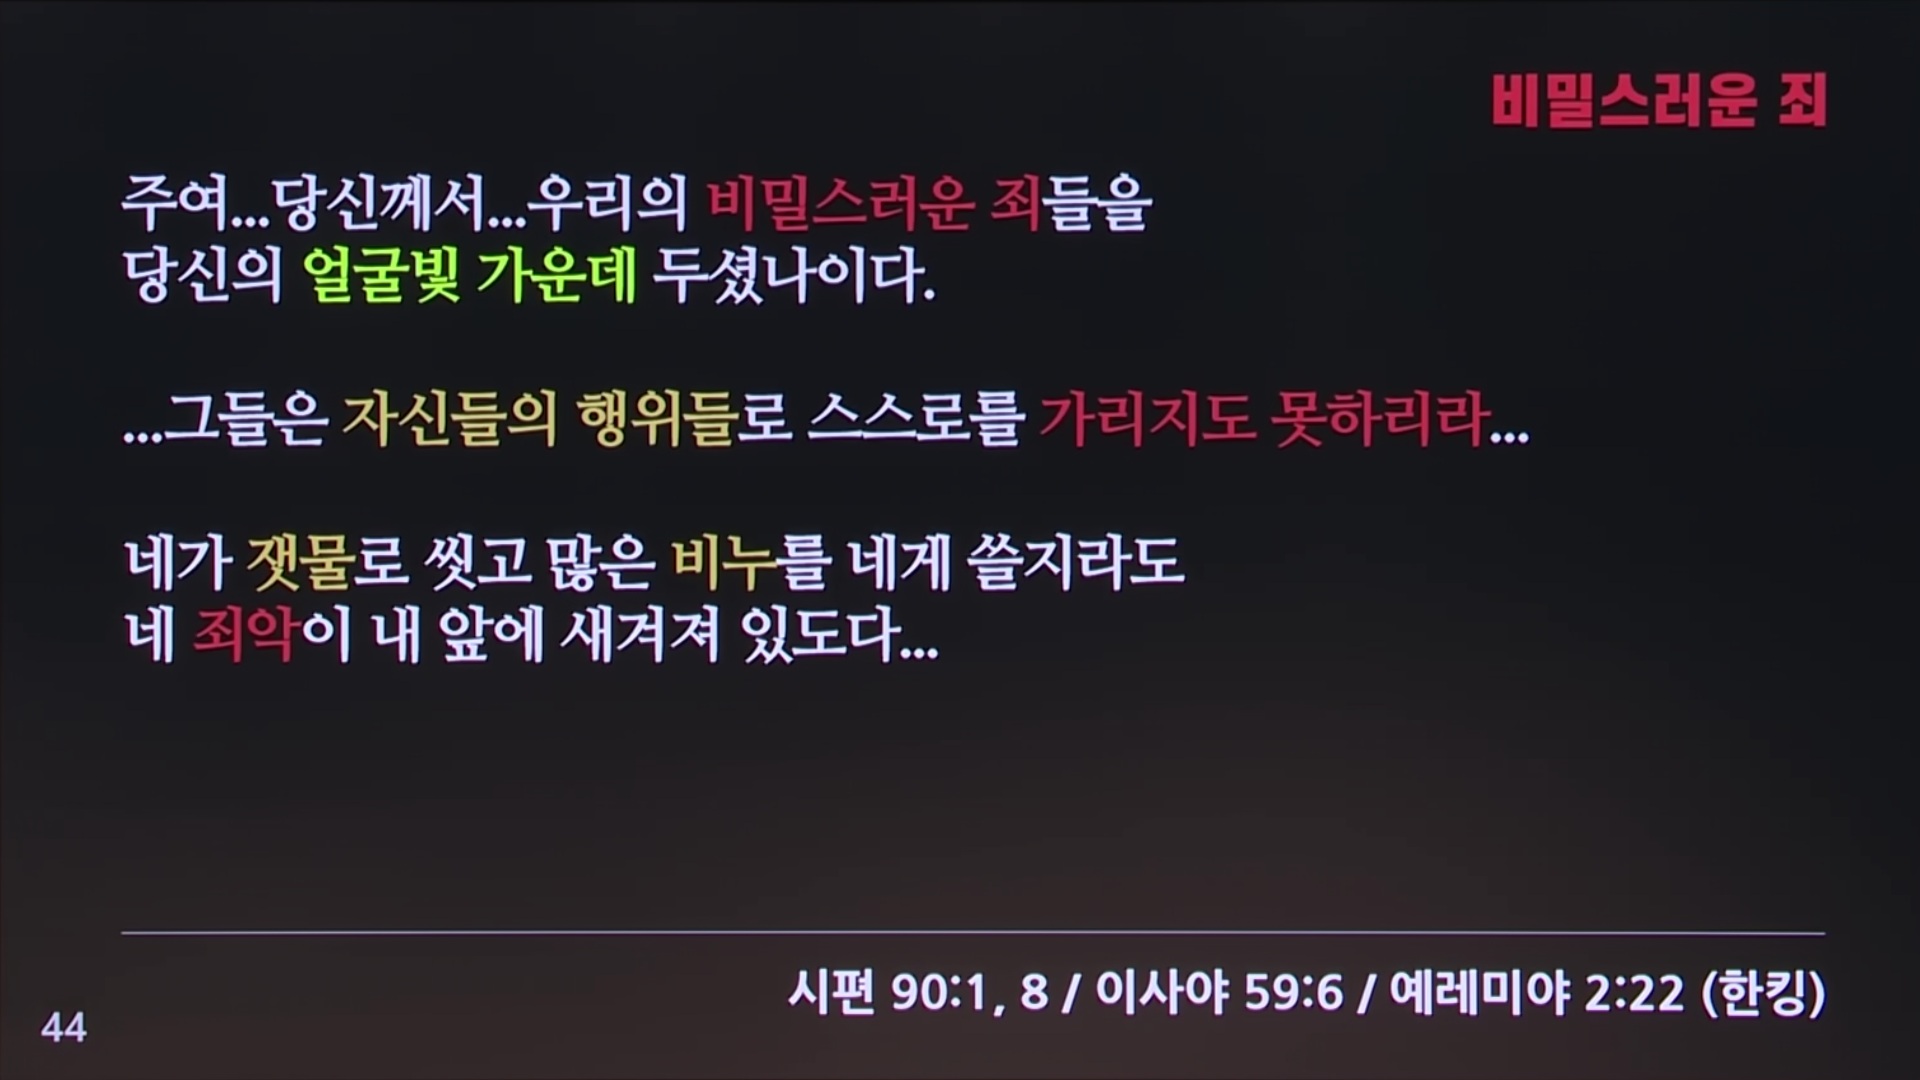 비밀스러운 죄
주여...당신께서...우리의 비밀스러운 죄들을
당신의 얼굴빛 가운데 두셨나이다.
...그들은 자신들의 행위들로 스스로를 가리지도 못하리라...
네가 잿물로 씻고 많은 비누를 네게 쓸지라도
네 죄악이 내 앞에 새겨져 있도다...
시편 90:1, 8 / 이사야 59:6 / 예레미야 2:22 (한킹)
44